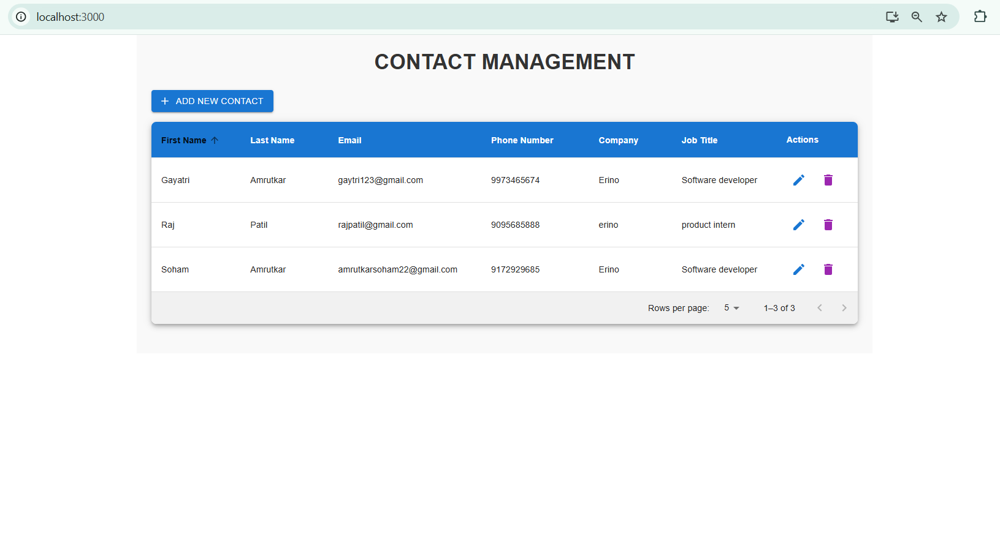 localhost:3000
CONTACT MANAGEMENT
ADD NEW CONTACT
First Name Last Name Email Phone Number Company Job Title Actions
Gayatri Amrutkar gaytri123@gmail.com 9973465674 Erino Software developer
Raj Patil rajpatil@gmail.com 9095685888 erino product intern
Soham Amrutkar amrutkarsoham22@gmail.com 9172929685 Erino Software developer
Rows per page: 5 1–3 of 3